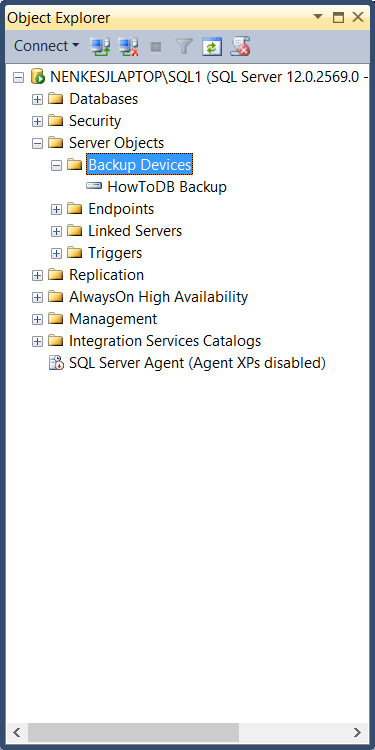 Object Explorer
Connect
NENKESJLAPTOP\SQL1 (SQL Server 12.0.2569.0 -
Databases
Security
Server Objects
Backup Devices
HowToDB Backup
Endpoints
Linked Servers
Triggers
Replication
AlwaysOn High Availability
Management
Integration Services Catalogs
SQL Server Agent (Agent XPs disabled)